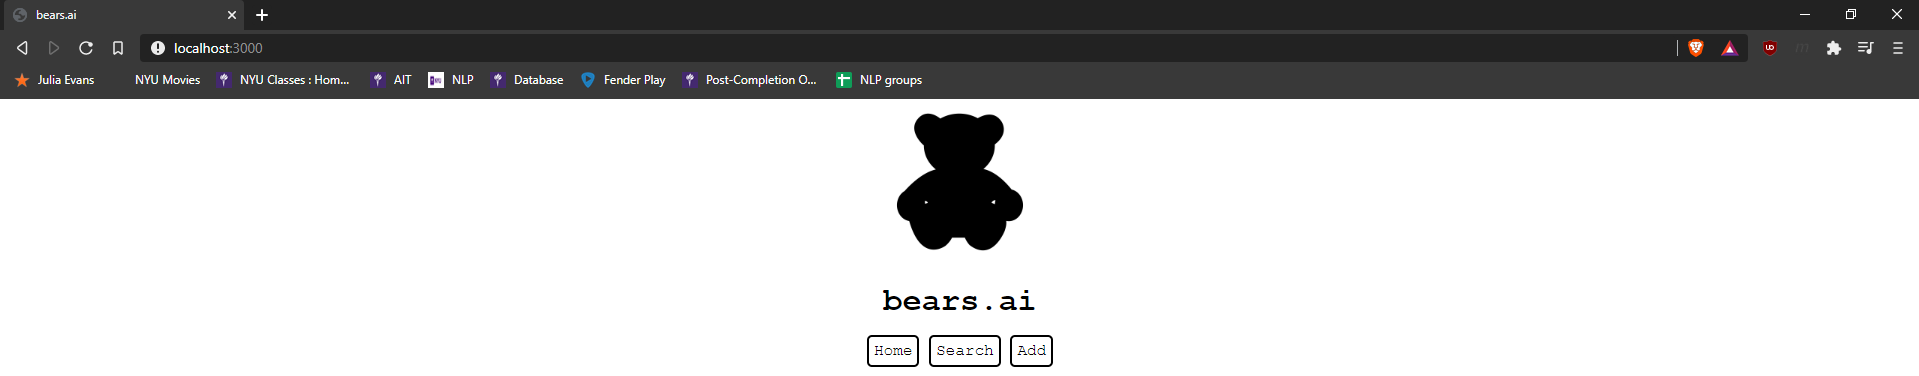 bears.ai
localhost:3000
Julia Evans NYU Movies NYU Classes : Hom... AIT NLP Database Fender Play Post-Completion O... NLP groups
bears.ai
Home Search Add